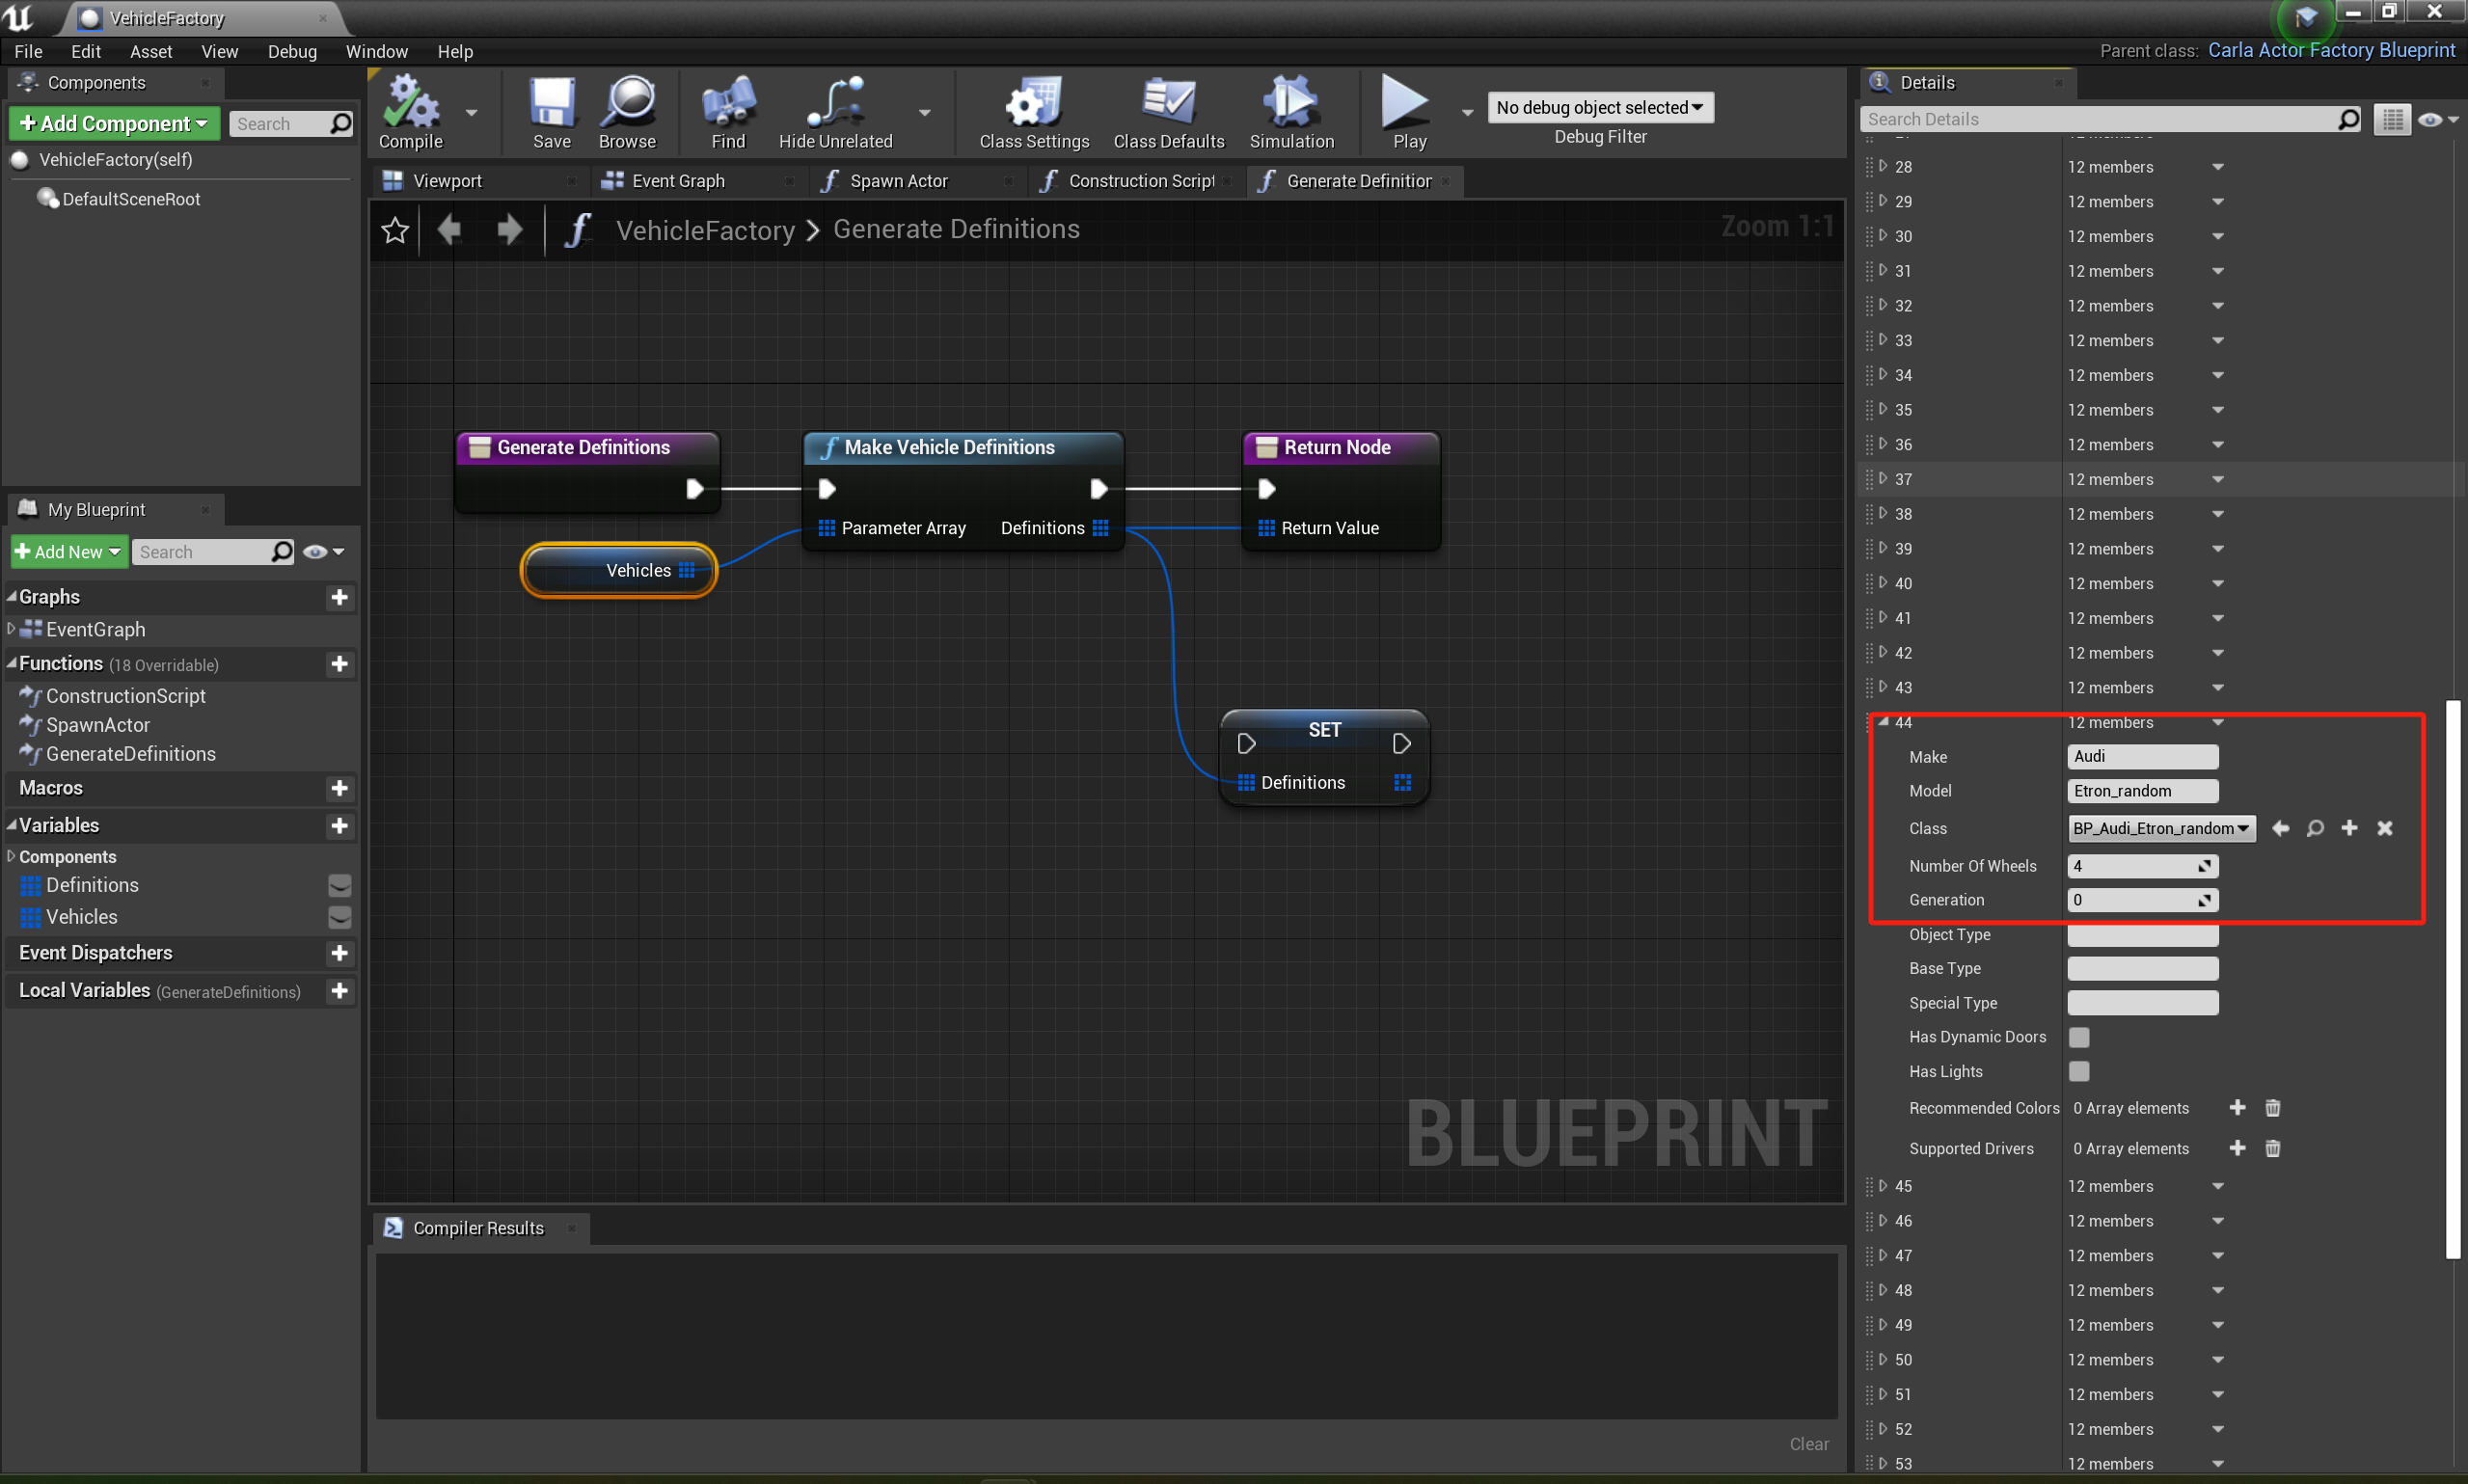 VehicleFactory
File Edit Asset View Debug Window Help
Parent class: Carla Actor Factory Blueprint
Components
Add Component
Search
VehicleFactory(self)
DefaultSceneRoot
My Blueprint
Add New
Search
Graphs
EventGraph
Functions (18 Overridable)
ConstructionScript
SpawnActor
GenerateDefinitions
Macros
Variables
Components
Definitions
Vehicles
Event Dispatchers
Local Variables (GenerateDefinitions)
Compile
Save
Browse
Find
Hide Unrelated
Class Settings
Class Defaults
Simulation
Play
No debug object selected
Debug Filter
Viewport
Event Graph
Spawn Actor
Construction Script
Generate Definition
VehicleFactory > Generate Definitions
Zoom 1:1
Generate Definitions
Vehicles
Make Vehicle Definitions
Parameter Array Definitions
Return Node
Return Value
SET
Definitions
BLUEPRINT
Compiler Results
Clear
Details
Search Details
28 12 members
29 12 members
30 12 members
31 12 members
32 12 members
33 12 members
34 12 members
35 12 members
36 12 members
37 12 members
38 12 members
39 12 members
40 12 members
41 12 members
42 12 members
43 12 members
44 12 members
Make Audi
Model Etron_random
Class BP_Audi_Etron_random
Number Of Wheels 4
Generation 0
Object Type
Base Type
Special Type
Has Dynamic Doors
Has Lights
Recommended Colors 0 Array elements
Supported Drivers 0 Array elements
45 12 members
46 12 members
47 12 members
48 12 members
49 12 members
50 12 members
51 12 members
52 12 members
53 12 members